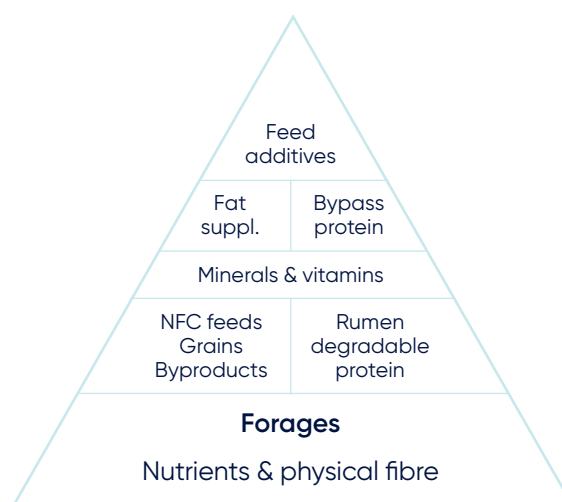 Feed
additives
Fat
suppl.
Bypass
protein
Minerals & vitamins
NFC feeds
Grains
Byproducts
Rumen
degradable
protein
Forages
Nutrients & physical fibre